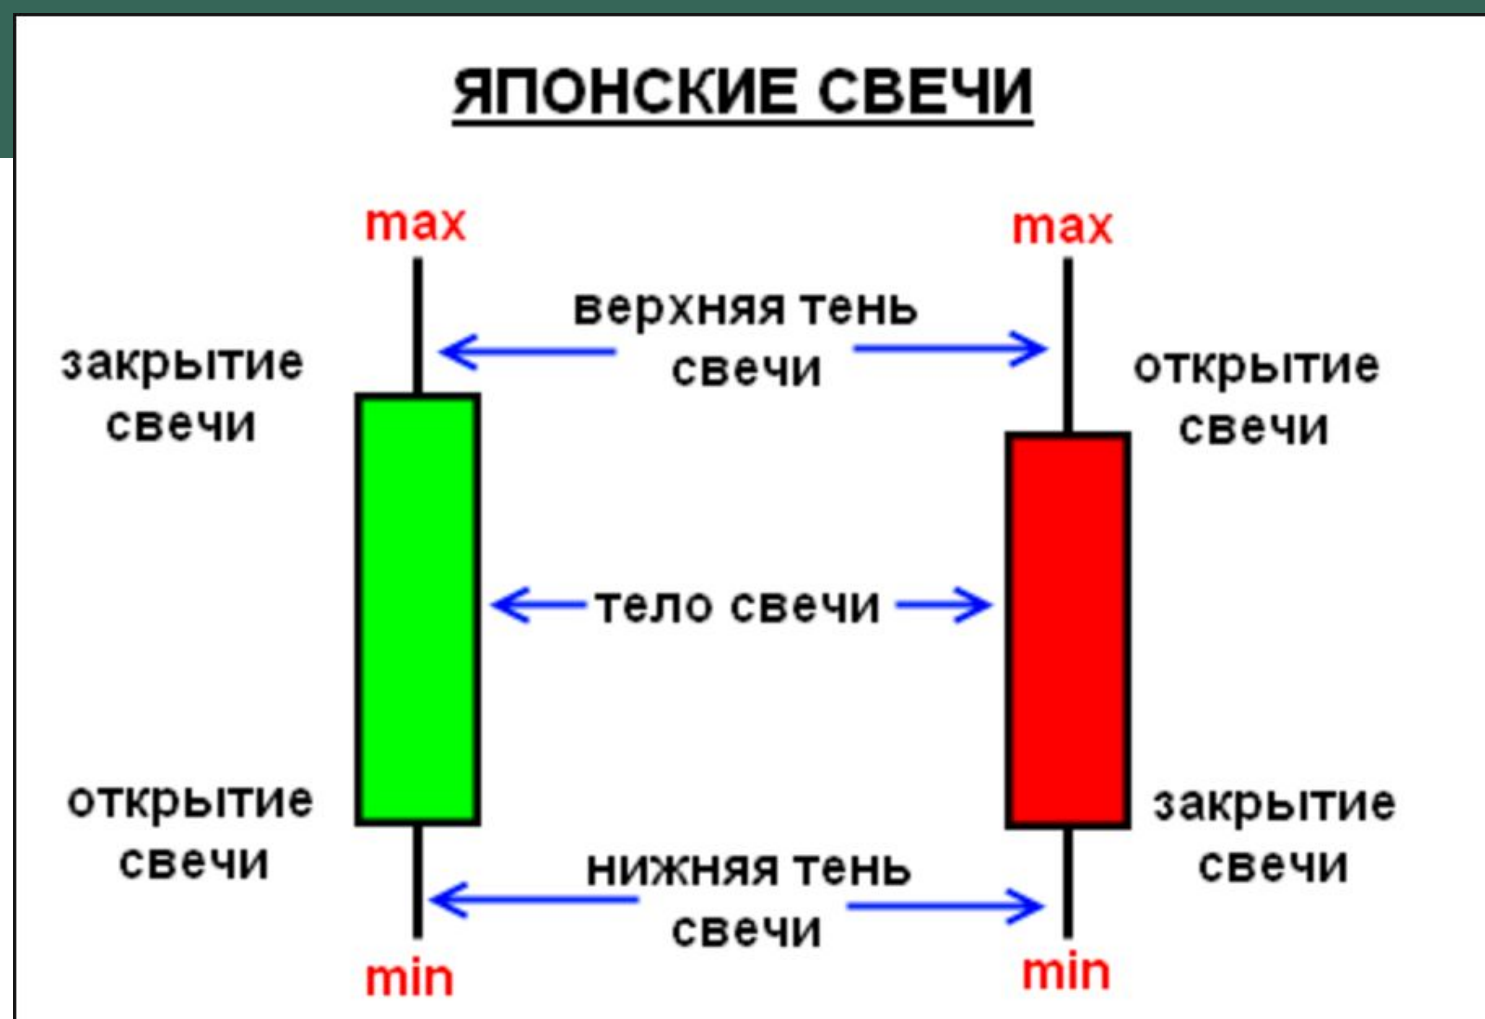 ЯПОНСКИЕ СВЕЧИ
max
max
верхняя тень
свечи
закрытие
свечи
открытие
свечи
тело свечи
открытие
свечи
закрытие
свечи
нижняя тень
свечи
min
min